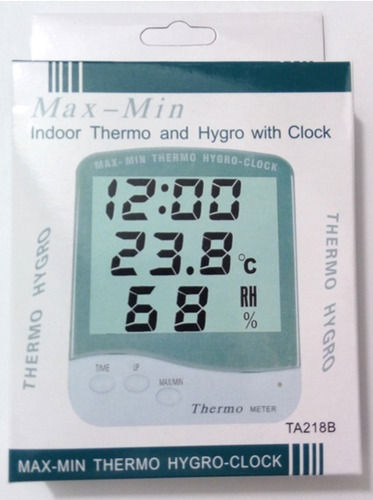 Max-Min
Indoor Thermo and Hygro with Clock
MAX-MIN THERMO HYGRO-CLOCK
12:00
23.8 °C
68 RH %
THERMO HYGRO
THERMO HYGRO
TIME UP MAX/MIN
Thermo METER
TA218B
MAX-MIN THERMO HYGRO-CLOCK